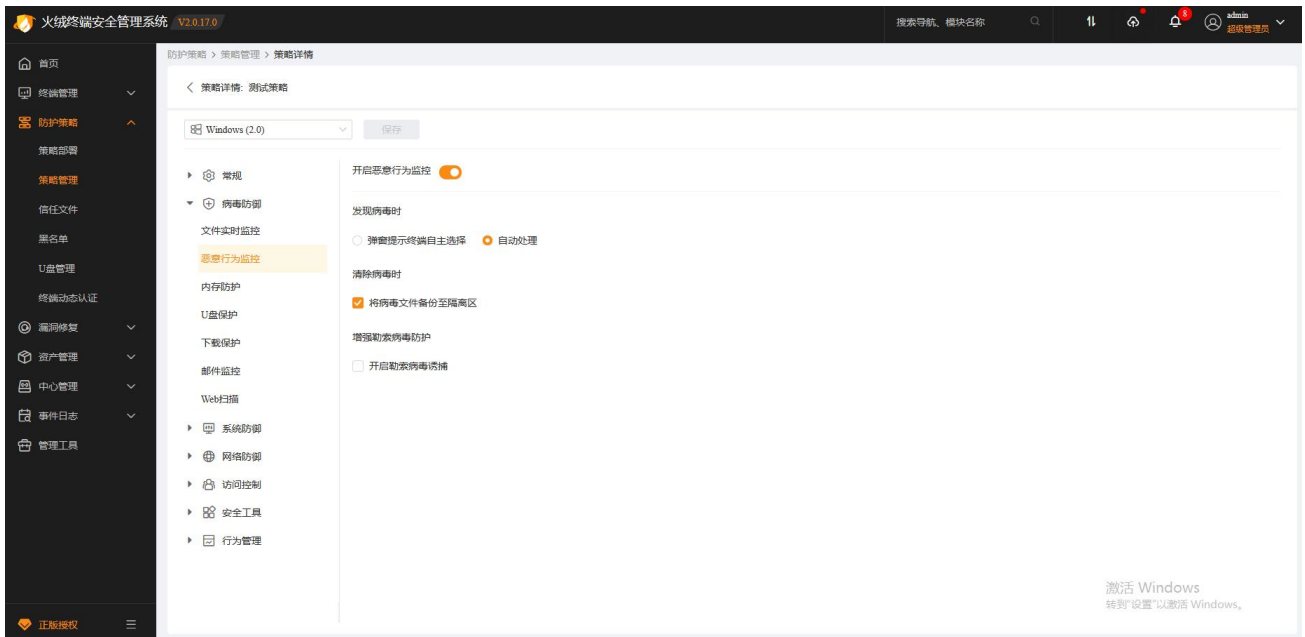 火绒终端安全管理系统 V2.0.17.0
搜索导航、模块名称
8
admin
超级管理员
首页
终端管理
防护策略
策略部署
策略管理
信任文件
黑名单
U盘管理
终端动态认证
漏洞修复
资产管理
中心管理
事件日志
管理工具
正版授权
防护策略 > 策略管理 > 策略详情
策略详情: 测试策略
Windows (2.0)
保存
常规
病毒防御
文件实时监控
恶意行为监控
内存防护
U盘保护
下载保护
邮件监控
Web扫描
系统防御
网络防御
访问控制
安全工具
行为管理
开启恶意行为监控
发现病毒时
弹窗提示终端自主选择 自动处理
清除病毒时
将病毒文件备份至隔离区
增强勒索病毒防护
开启勒索病毒诱捕
激活 Windows
转到"设置"以激活 Windows。